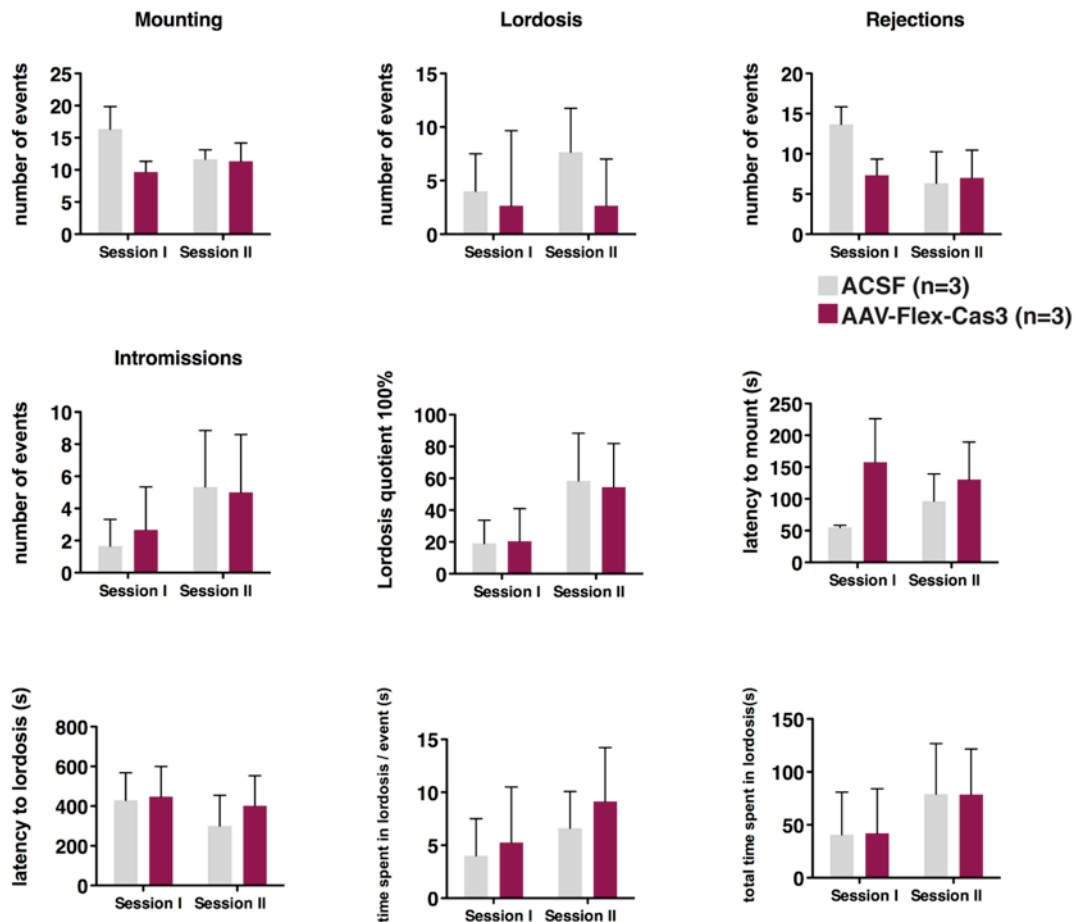 Mounting
number of events
25
20
15
10
5
0
Session I Session II
Lordosis
number of events
15
10
5
0
Session I Session II
Rejections
number of events
20
15
10
5
0
Session I Session II
ACSF (n=3)
AAV-Flex-Cas3 (n=3)
Intromissions
number of events
10
8
6
4
2
0
Session I Session II
Lordosis quotient 100%
100
80
60
40
20
0
Session I Session II
latency to mount (s)
250
200
150
100
50
0
Session I Session II
latency to lordosis (s)
800
600
400
200
0
Session I Session II
time spent in lordosis / event (s)
15
10
5
0
Session I Session II
total time spent in lordosis(s)
150
100
50
0
Session I Session II